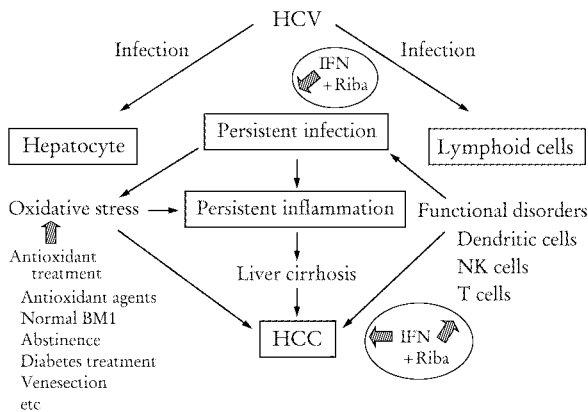 HCV
Infection
Infection
IFN
+Riba
Hepatocyte
Persistent infection
Lymphoid cells
Oxidative stress
Persistent inflammation
Functional disorders
Dendritic cells
NK cells
T cells
Antioxidant
treatment
Antioxidant agents
Normal BM1
Abstinence
Diabetes treatment
Venesection
etc
Liver cirrhosis
HCC
IFN
+Riba